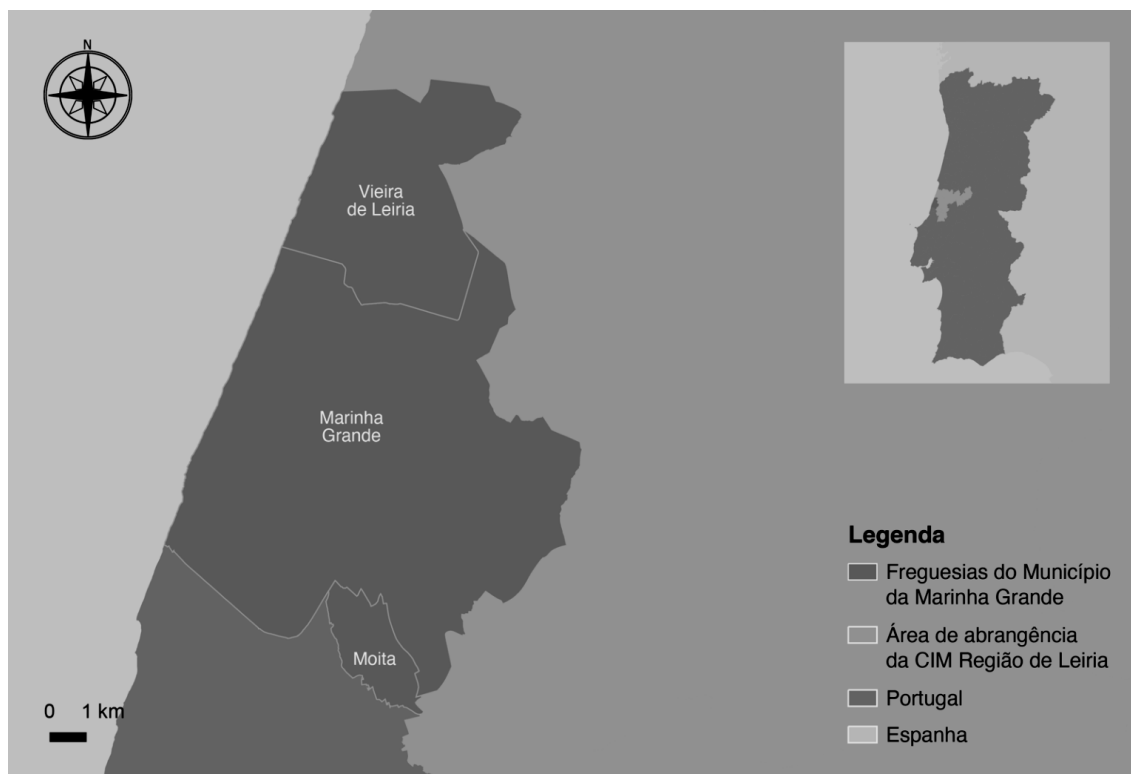 N
Vieira
de Leiria
Marinha
Grande
Moita
0 1 km
Legenda
Freguesias do Município
da Marinha Grande
Área de abrangência
da CIM Região de Leiria
Portugal
Espanha